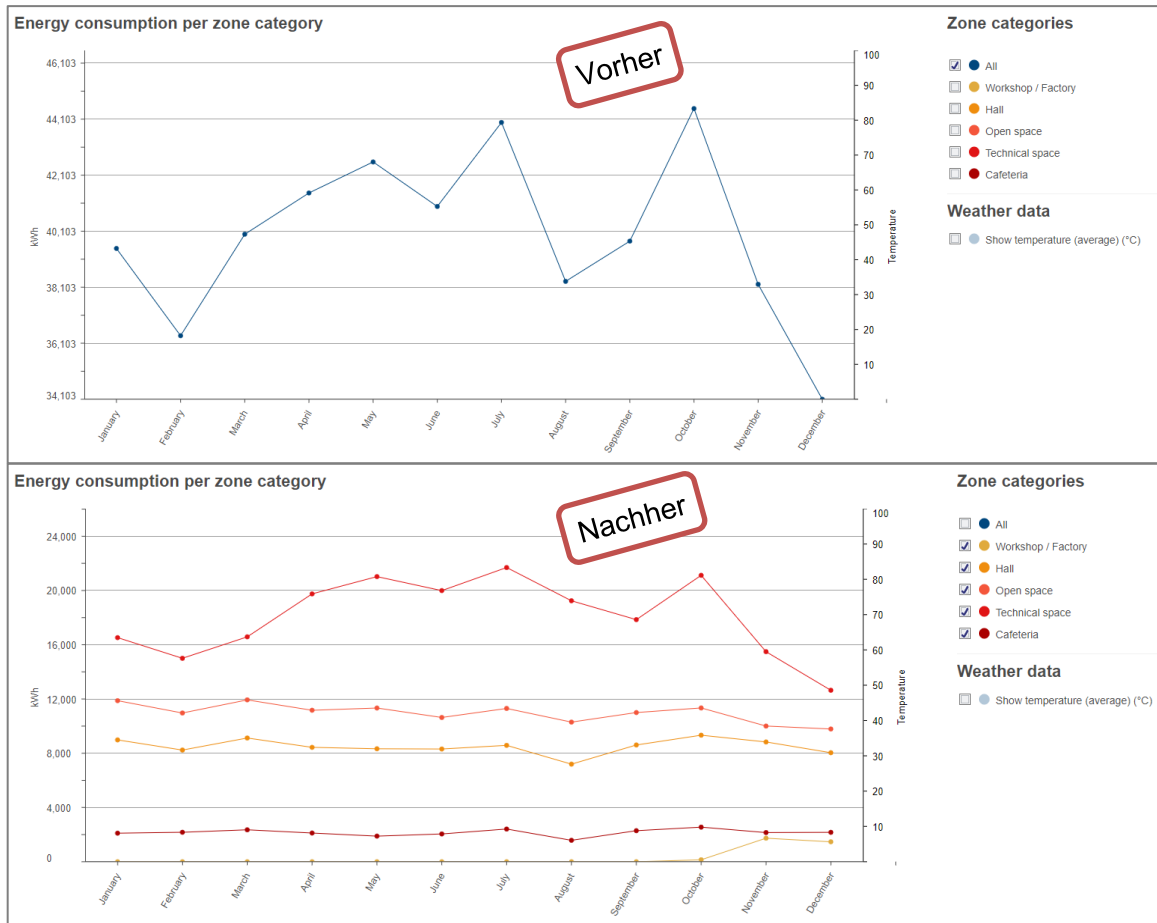 Energy consumption per zone category
Vorher
46,103
44,103
42,103
40,103
38,103
36,103
34,103
kWh
100
90
80
70
60
50
40
30
20
10
Temperature
January
February
March
April
May
June
July
August
September
October
November
December
Zone categories
All
Workshop / Factory
Hall
Open space
Technical space
Cafeteria
Weather data
Show temperature (average) (°C)
Energy consumption per zone category
Nachher
24,000
20,000
16,000
12,000
8,000
4,000
0
kWh
100
90
80
70
60
50
40
30
20
10
Temperature
January
February
March
April
May
June
July
August
September
October
November
December
Zone categories
All
Workshop / Factory
Hall
Open space
Technical space
Cafeteria
Weather data
Show temperature (average) (°C)